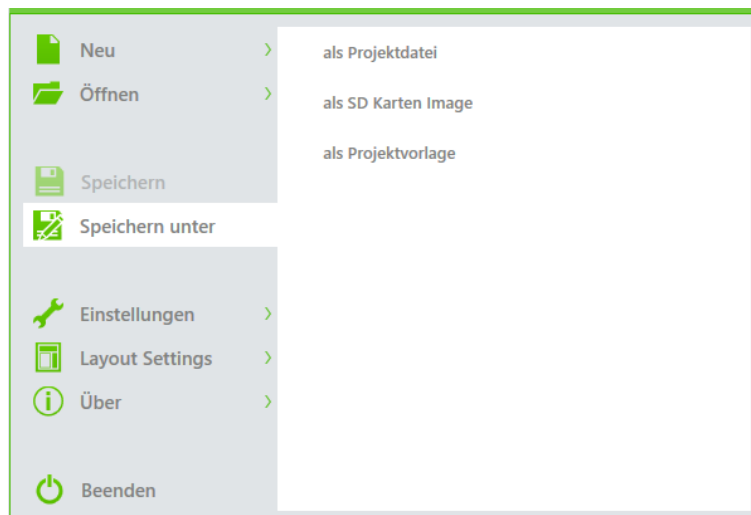 Neu
Öffnen
Speichern
Speichern unter
Einstellungen
Layout Settings
Über
Beenden
als Projektdatei
als SD Karten Image
als Projektvorlage